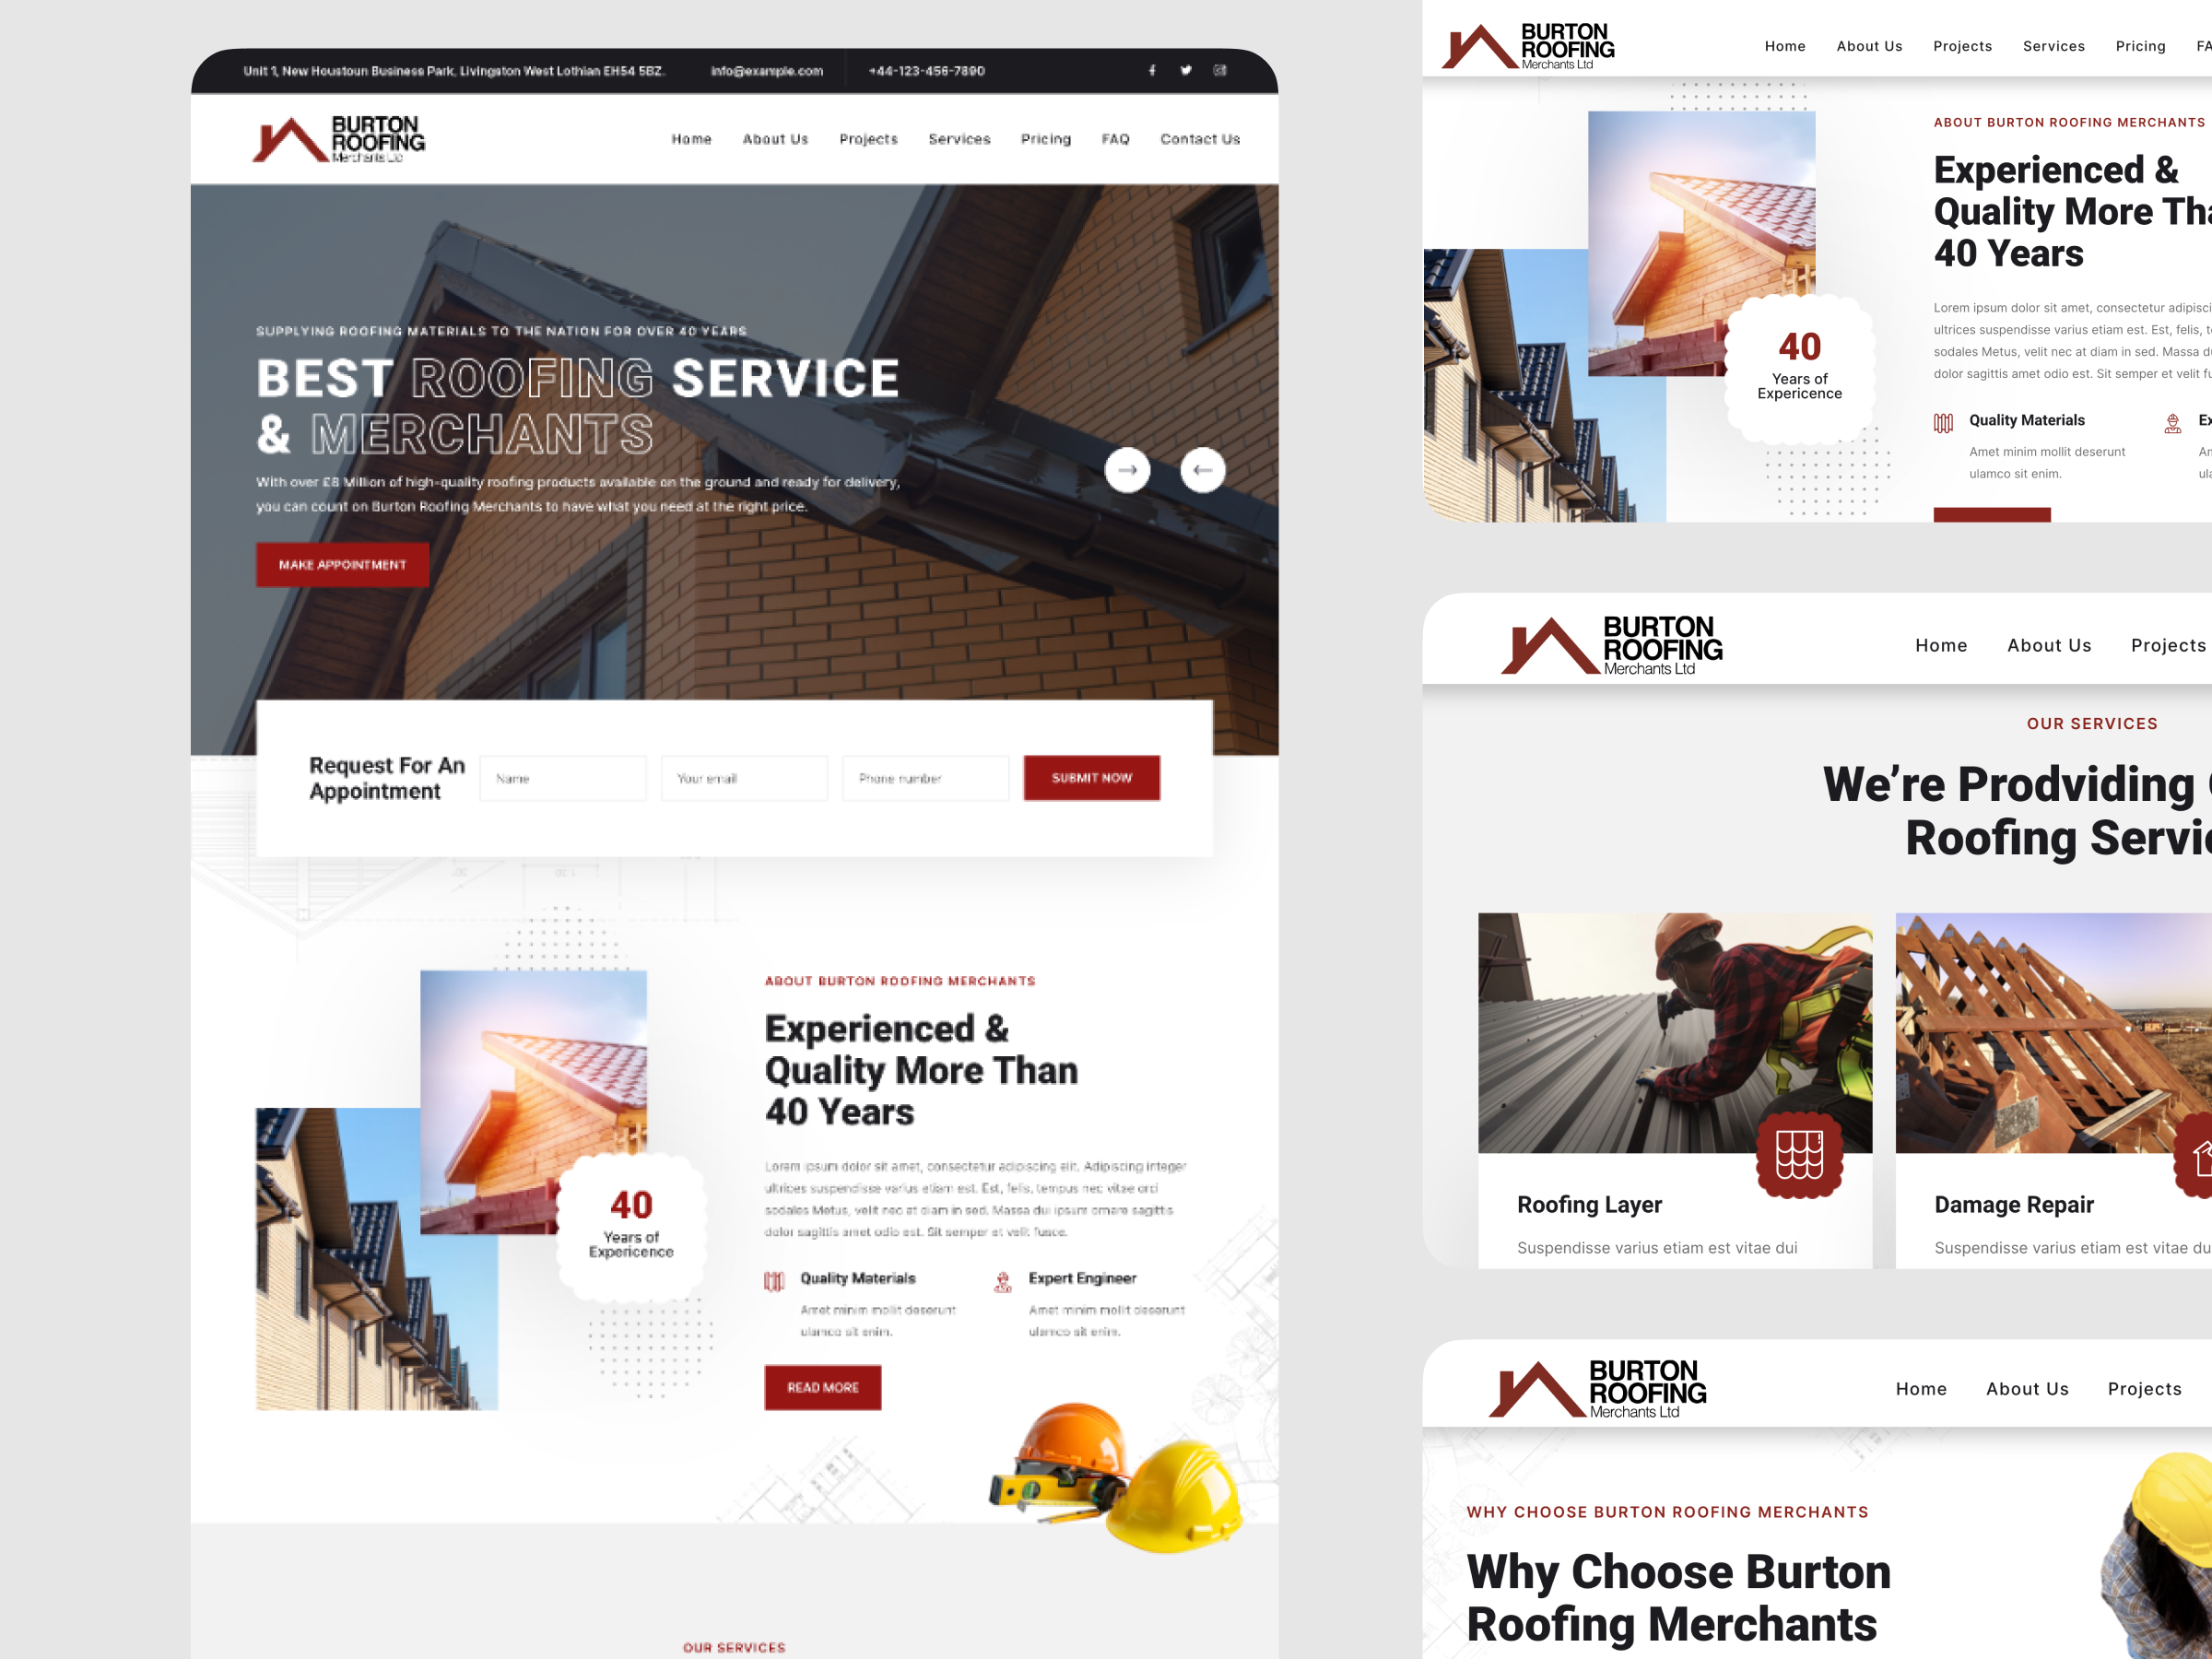 Unit 1, New Houstoun Business Park, Livingston West Lothian EH54 5BZ.
info@example.com
+44-123-456-7890
BURTON
ROOFING
Merchants Ltd
Home About Us Projects Services Pricing FAQ Contact Us
SUPPLYING ROOFING MATERIALS TO THE NATION FOR OVER 40 YEARS
BEST ROOFING SERVICE
& MERCHANTS
With over £8 Million of high-quality roofing products available on the ground and ready for delivery,
you can count on Burton Roofing Merchants to have what you need at the right price.
MAKE APPOINTMENT
Request For An
Appointment
Name
Your email
Phone number
SUBMIT NOW
40
Years of
Expericence
ABOUT BURTON ROOFING MERCHANTS
Experienced &
Quality More Than
40 Years
Lorem ipsum dolor sit amet, consectetur adipiscing elit. Adipiscing integer
ultrices suspendisse varius etiam est. Est, felis, tempus nec vitae orci
sodales Metus, velit nec at diam in sed. Massa dui ipsum ornare sagittis
dolor sagittis amet odio est. Sit semper et velit fusce.
Quality Materials
Amet minim mollit deserunt
ulamco sit enim.
Expert Engineer
Amet minim mollit deserunt
ulamco sit enim.
READ MORE
OUR SERVICES
BURTON
ROOFING
Merchants Ltd
Home About Us Projects Services Pricing
40
Years of
Expericence
ABOUT BURTON ROOFING MERCHANTS
Experienced &
Quality More
40 Years
Lorem ipsum dolor sit amet, consectetur
ultrices suspendisse varius etiam est. Est, felis,
sodales Metus, velit nec at diam in sed. Massa
dolor sagittis amet odio est. Sit semper et velit
Quality Materials
Amet minim mollit deserunt
ulamco sit enim.
BURTON
ROOFING
Merchants Ltd
Home About Us Projects
OUR SERVICES
We're Prodviding
Roofing
Roofing Layer
Suspendisse varius etiam est vitae dui
Damage Repair
Suspendisse varius etiam est vitae
BURTON
ROOFING
Merchants Ltd
Home About Us Projects
WHY CHOOSE BURTON ROOFING MERCHANTS
Why Choose Burton
Roofing Merchants